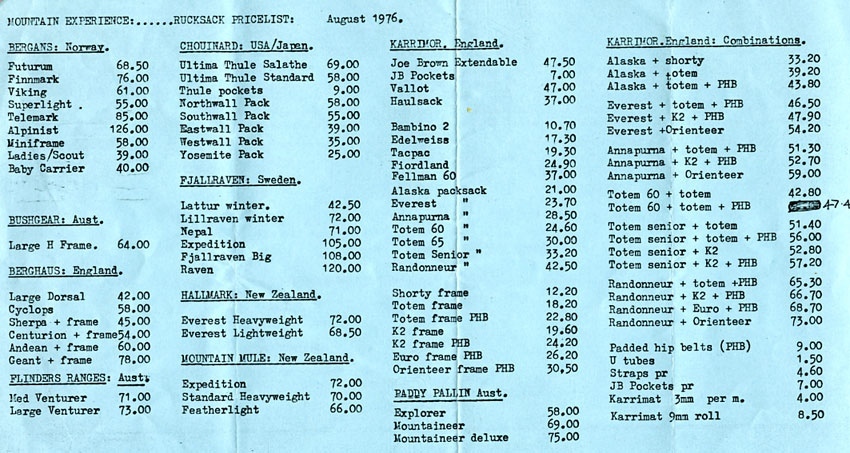 MOUNTAIN EXPERIENCE:......RUCKSACK PRICELIST: August 1976.
BERGANS: Norway.
Futurum 68.50
Finnmark 76.00
Viking 61.00
Superlight . 55.00
Telemark 85.00
Alpinist 126.00
Miniframe 58.00
Ladies/Scout 39.00
Baby Carrier 40.00
BUSHGEAR: Aust.
Large H Frame. 64.00
BERGHAUS: England.
Large Dorsal 42.00
Cyclops 58.00
Sherpa + frame 45.00
Centurion + frame54.00
Andean + frame 60.00
Geant + frame 78.00
FLINDERS RANGES: Aust.
Med Venturer 71.00
Large Venturer 73.00
CHOUINARD: USA/Japan.
Ultima Thule Salathe 69.00
Ultima Thule Standard 58.00
Thule pockets 9.00
Northwall Pack 58.00
Southwall Pack 55.00
Eastwall Pack 39.00
Westwall Pack 35.00
Yosemite Pack 25.00
FJALLRAVEN: Sweden.
Lattur winter. 42.50
Lillraven winter 72.00
Nepal 71.00
Expedition 105.00
Fjallraven Big 108.00
Raven 120.00
HALLMARK: New Zealand.
Everest Heavyweight 72.00
Everest Lightweight 68.50
MOUNTAIN MULE: New Zealand.
Expedition 72.00
Standard Heavyweight 70.00
Featherlight 66.00
KARRIMOR. England.
Joe Brown Extendable 47.50
JB Pockets 7.00
Vallot 47.00
Haulsack 37.00
Bambino 2 10.70
Edelweiss 17.30
Tacpac 19.30
Fiordland 24.90
Fellman 60 37.00
Alaska packsack 21.00
Everest " 23.70
Annapurna " 28.50
Totem 60 " 24.60
Totem 65 " 30.00
Totem Senior " 33.20
Randonneur " 42.50
Shorty frame 12.20
Totem frame 18.20
Totem frame PHB 22.80
K2 frame 19.60
K2 frame PHB 24.20
Euro frame PHB 26.20
Orienteer frame PHB 30.50
PADDY PALLIN Aust.
Explorer 58.00
Mountaineer 69.00
Mountaineer deluxe 75.00
KARRIMOR.England: Combinations.
Alaska + shorty 33.20
Alaska + totem 39.20
Alaska + totem + PHB 43.80
Everest + totem + PHB 46.50
Everest + K2 + PHB 47.90
Everest +Orienteer 54.20
Annapurna + totem + PHB 51.30
Annapurna + K2 + PHB 52.70
Annapurna + Orienteer 59.00
Totem 60 + totem 42.80
Totem 60 + totem + PHB 47.4
Totem senior + totem 51.40
Totem senior + totem + PHB 56.00
Totem senior + K2 52.80
Totem senior + K2 + PHB 57.20
Randonneur + totem +PHB 65.30
Randonneur + K2 + PHB 66.70
Randonneur + Euro + PHB 68.70
Randonneur + Orienteer 73.00
Padded hip belts (PHB) 9.00
U tubes 1.50
Straps pr 4.60
JB Pockets pr 7.00
Karrimat 3mm per m. 4.00
Karrimat 9mm roll 8.50